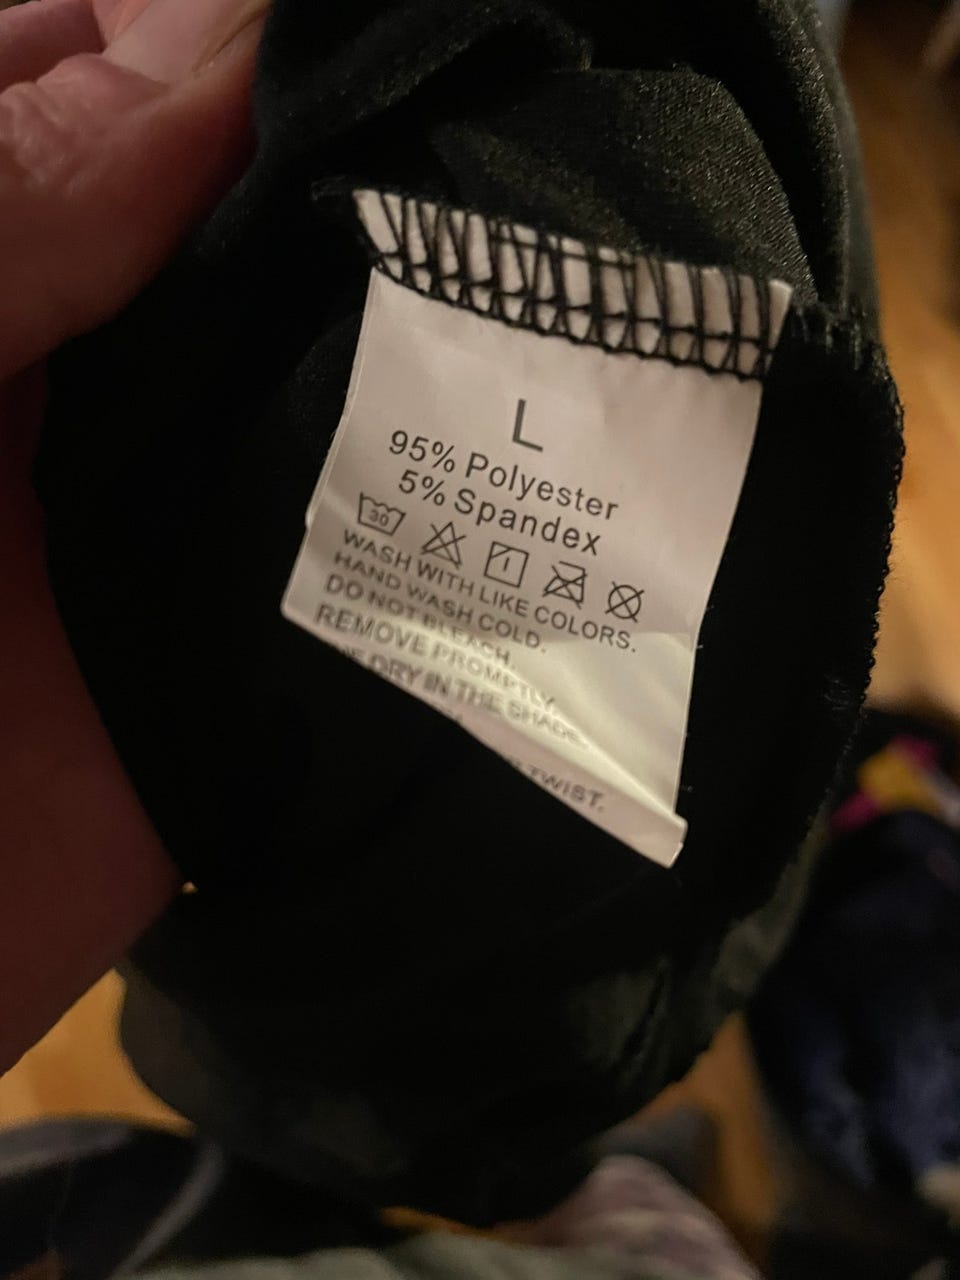 L
95% Polyester
5% Spandex
30
WASH WITH LIKE COLORS.
HAND WASH COLD.
DO NOT BLEACH.
REMOVE PROMPTLY.
DRY IN THE SHADE.
TWIST.